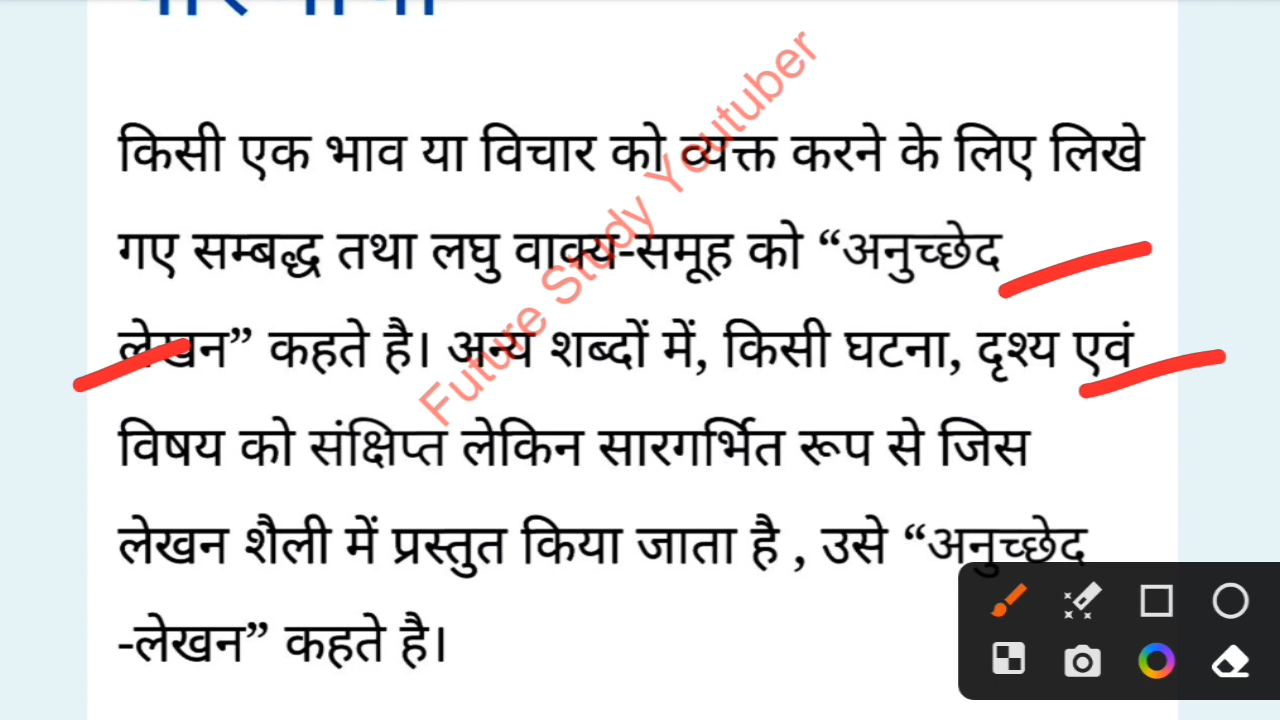 किसी एक भाव या विचार को व्यक्त करने के लिए लिखे
गए सम्बद्ध तथा लघु वाक्य-समूह को “अनुच्छेद
लेखन” कहते है। अन्य शब्दों में, किसी घटना, दृश्य एवं
विषय को संक्षिप्त लेकिन सारगर्भित रूप से जिस
लेखन शैली में प्रस्तुत किया जाता है , उसे “अनुच्छेद
-लेखन” कहते है।
Future Study Youtuber